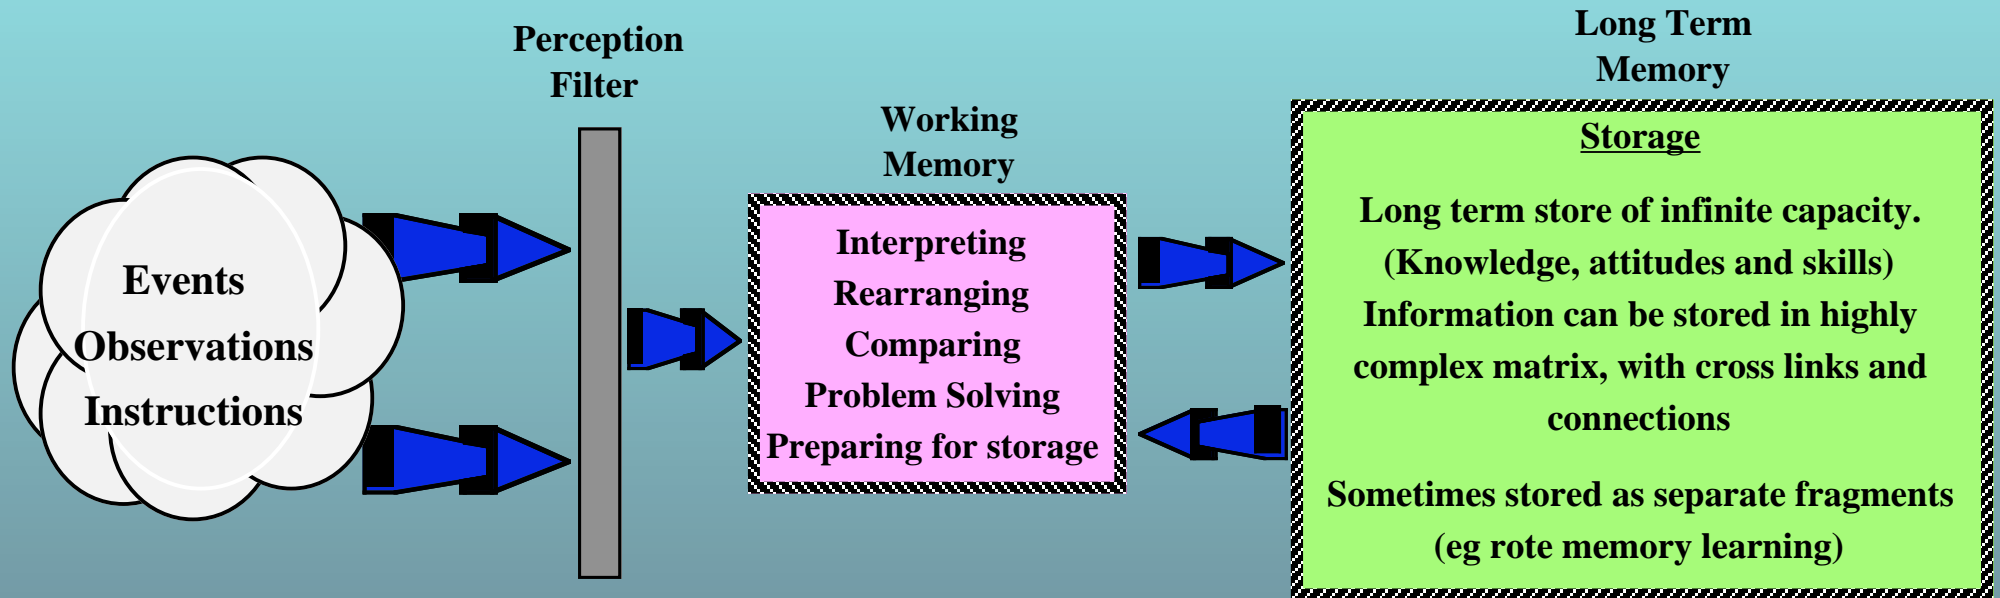 Events
Observations
Instructions
Perception
Filter
Working
Memory
Interpreting
Rearranging
Comparing
Problem Solving
Preparing for storage
Long Term
Memory
Storage
Long term store of infinite capacity.
(Knowledge, attitudes and skills)
Information can be stored in highly
complex matrix, with cross links and
connections
Sometimes stored as separate fragments
(eg rote memory learning)